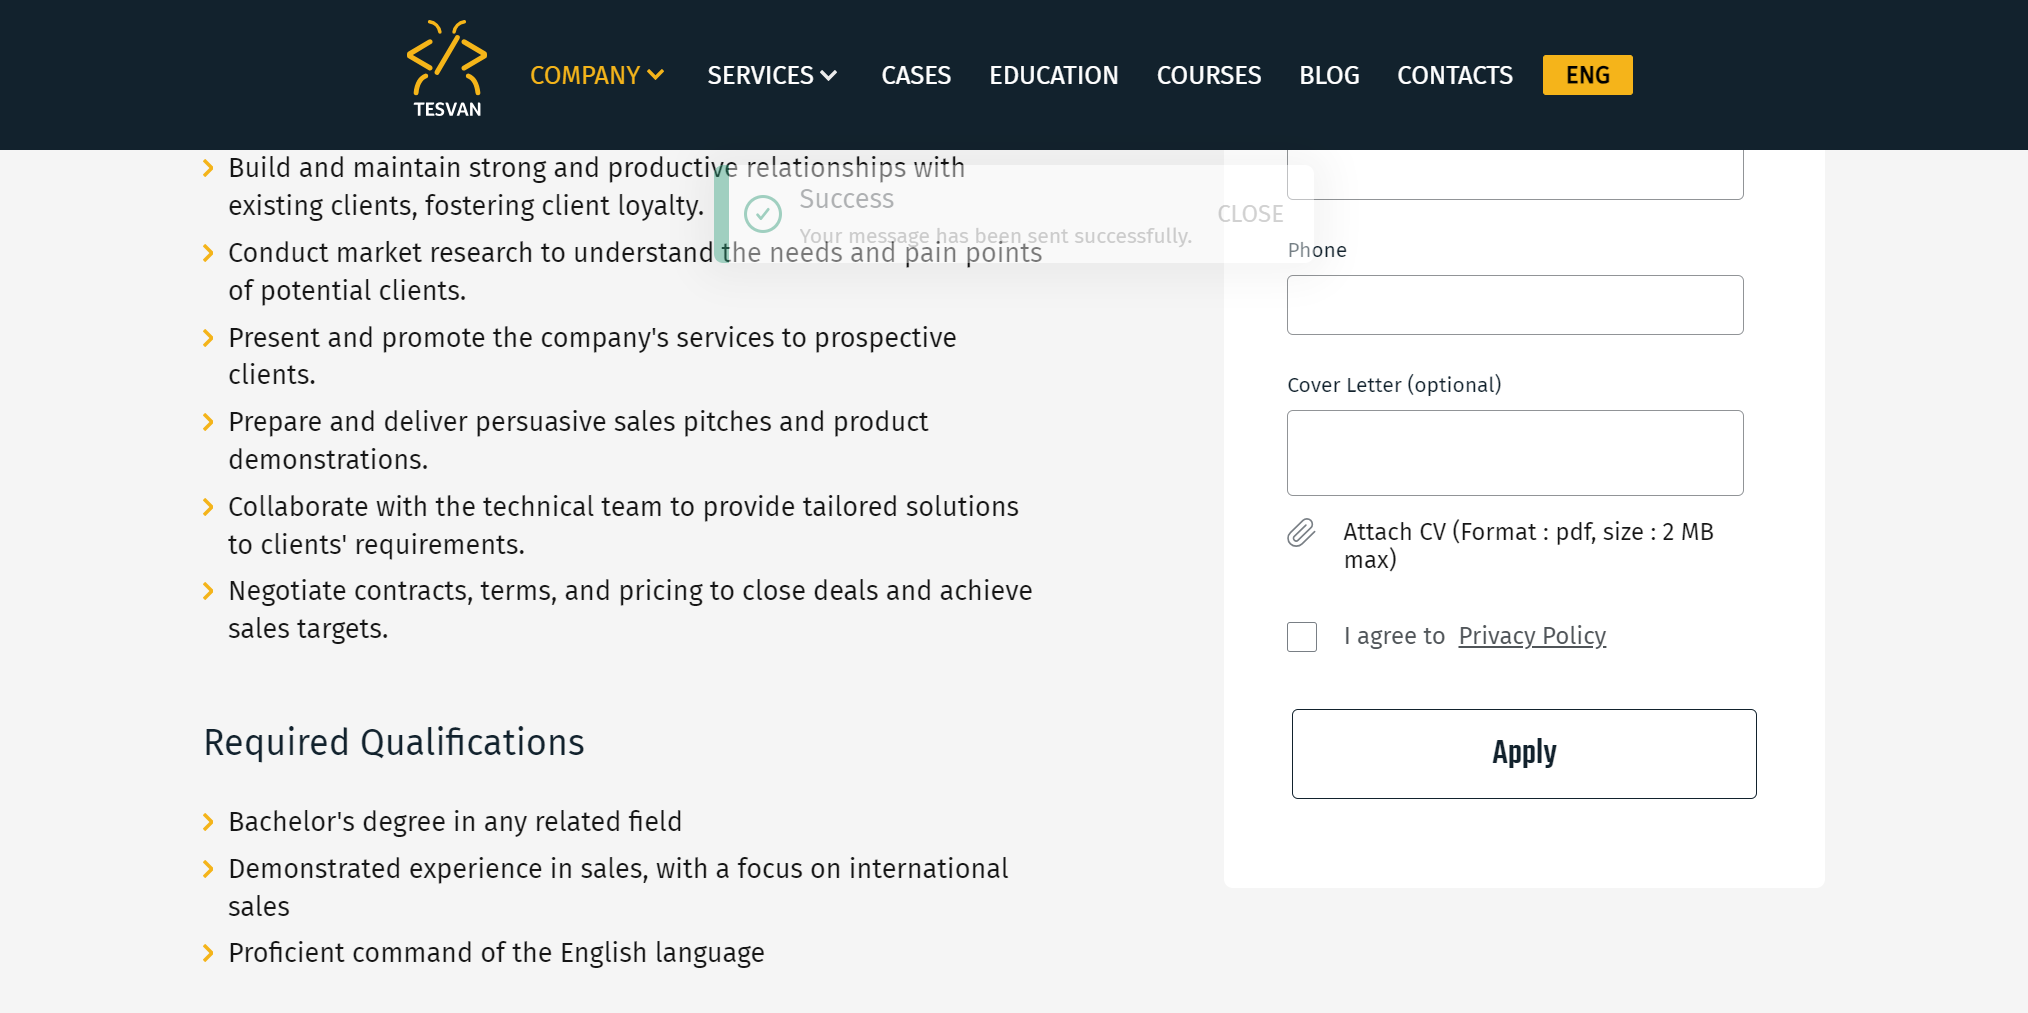 TESVAN
COMPANY
SERVICES
CASES
EDUCATION
COURSES
BLOG
CONTACTS
ENG
Build and maintain strong and productive relationships with
existing clients, fostering client loyalty.
Conduct market research to understand the needs and pain points
of potential clients.
Present and promote the company's services to prospective
clients.
Prepare and deliver persuasive sales pitches and product
demonstrations.
Collaborate with the technical team to provide tailored solutions
to clients' requirements.
Negotiate contracts, terms, and pricing to close deals and achieve
sales targets.
Required Qualifications
Bachelor's degree in any related field
Demonstrated experience in sales, with a focus on international
sales
Proficient command of the English language
Success
Your message has been sent successfully.
CLOSE
Phone
Cover Letter (optional)
Attach CV (Format : pdf, size : 2 MB
max)
I agree to Privacy Policy
Apply